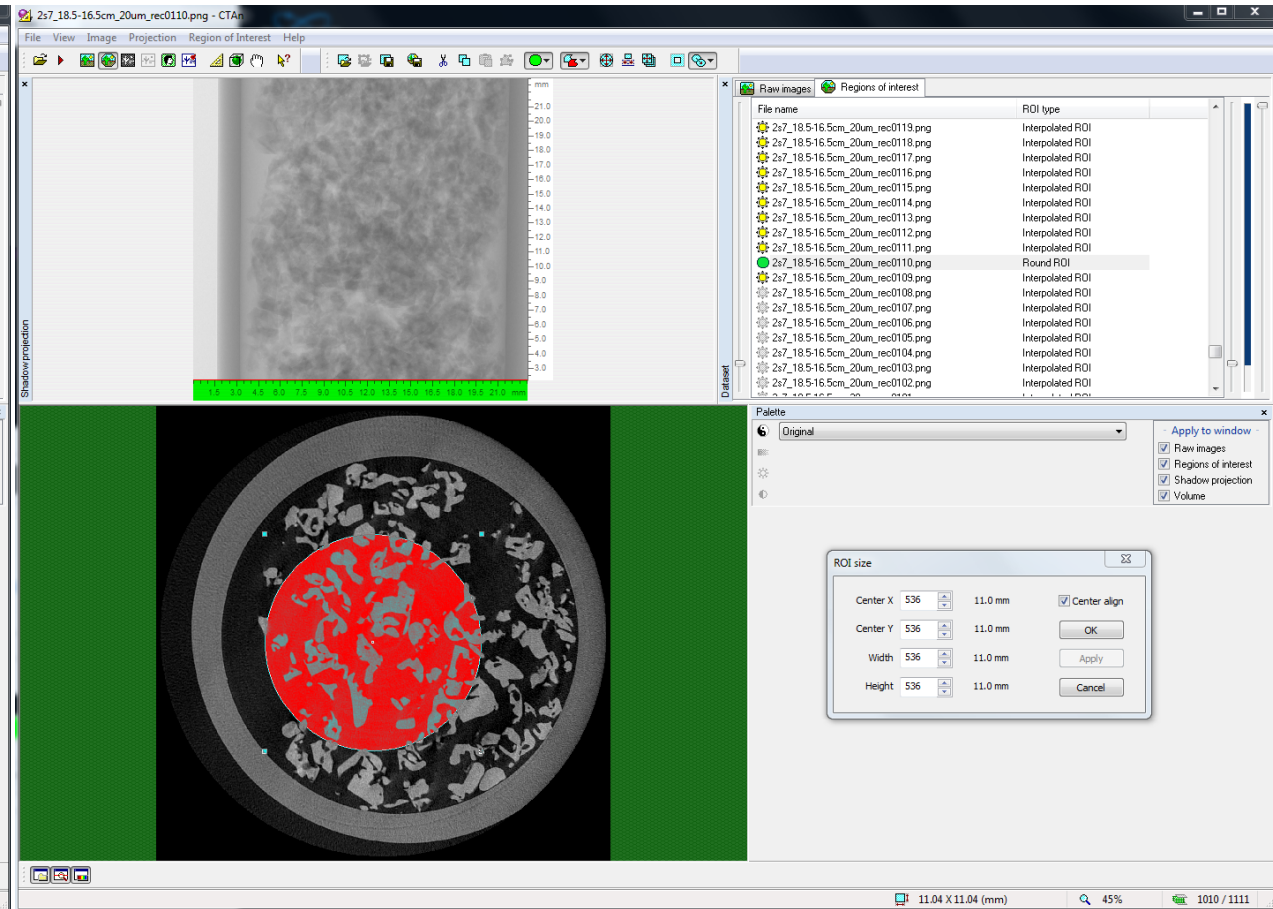 2s7_18.5-16.5cm_20um_rec0110.png - CTAn
File View Image Projection Region of Interest Help
mm
21.0
20.0
19.0
18.0
17.0
16.0
15.0
14.0
13.0
12.0
11.0
10.0
9.0
8.0
7.0
6.0
5.0
4.0
3.0
1.5 3.0 4.5 6.0 7.5 9.0 10.5 12.0 13.5 15.0 16.5 18.0 19.5 21.0 mm
Shadow projection
Dataset
Raw images Regions of interest
File name ROI type
2s7_18.5-16.5cm_20um_rec0119.png Interpolated ROI
2s7_18.5-16.5cm_20um_rec0118.png Interpolated ROI
2s7_18.5-16.5cm_20um_rec0117.png Interpolated ROI
2s7_18.5-16.5cm_20um_rec0116.png Interpolated ROI
2s7_18.5-16.5cm_20um_rec0115.png Interpolated ROI
2s7_18.5-16.5cm_20um_rec0114.png Interpolated ROI
2s7_18.5-16.5cm_20um_rec0113.png Interpolated ROI
2s7_18.5-16.5cm_20um_rec0112.png Interpolated ROI
2s7_18.5-16.5cm_20um_rec0111.png Interpolated ROI
2s7_18.5-16.5cm_20um_rec0110.png Round ROI
2s7_18.5-16.5cm_20um_rec0109.png Interpolated ROI
2s7_18.5-16.5cm_20um_rec0108.png Interpolated ROI
2s7_18.5-16.5cm_20um_rec0107.png Interpolated ROI
2s7_18.5-16.5cm_20um_rec0106.png Interpolated ROI
2s7_18.5-16.5cm_20um_rec0105.png Interpolated ROI
2s7_18.5-16.5cm_20um_rec0104.png Interpolated ROI
2s7_18.5-16.5cm_20um_rec0103.png Interpolated ROI
2s7_18.5-16.5cm_20um_rec0102.png Interpolated ROI
Palette
Original
Apply to window
Raw images
Regions of interest
Shadow projection
Volume
ROI size
Center X 536 11.0 mm Center align
Center Y 536 11.0 mm OK
Width 536 11.0 mm Apply
Height 536 11.0 mm Cancel
11.04 X 11.04 (mm) 45% 1010 / 1111